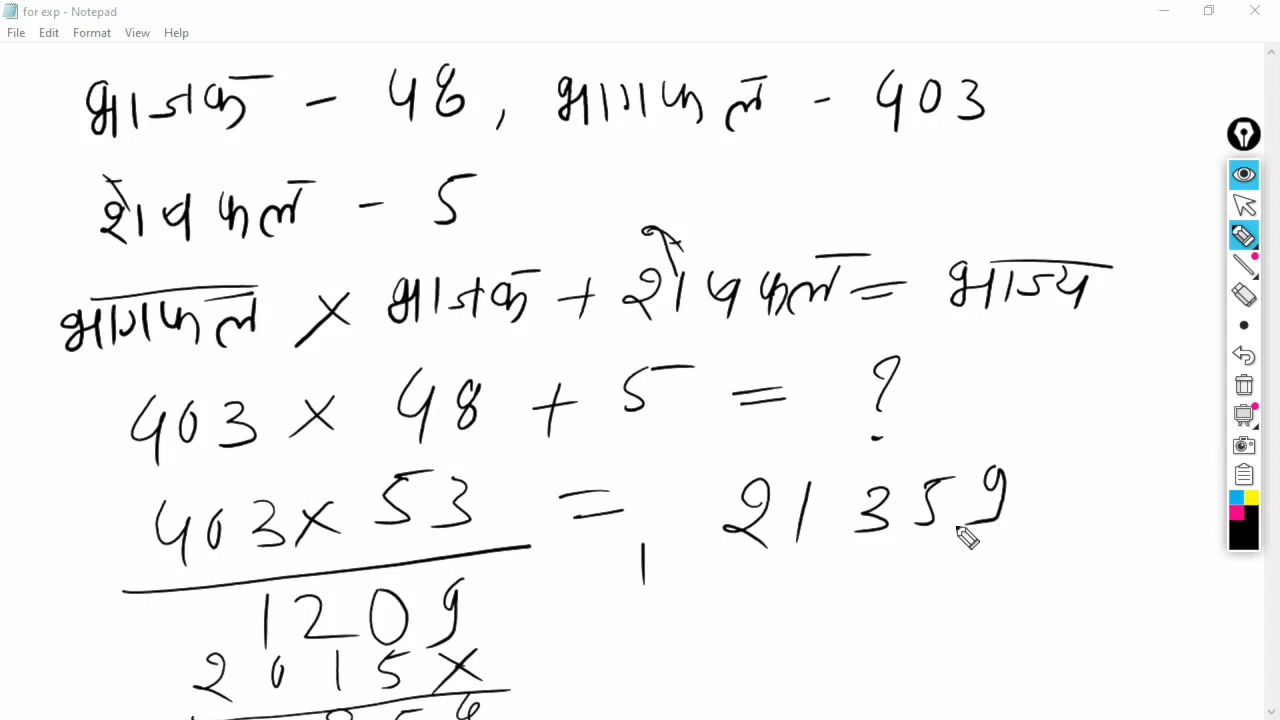 for exp - Notepad
File Edit Format View Help
भाजक - 48, भागफल - 403
शेषफल - 5
भागफल × भाजक + शेषफल = भाज्य
403 × 48 + 5 = ?
403 × 53 = 21359
1
1209
2015×